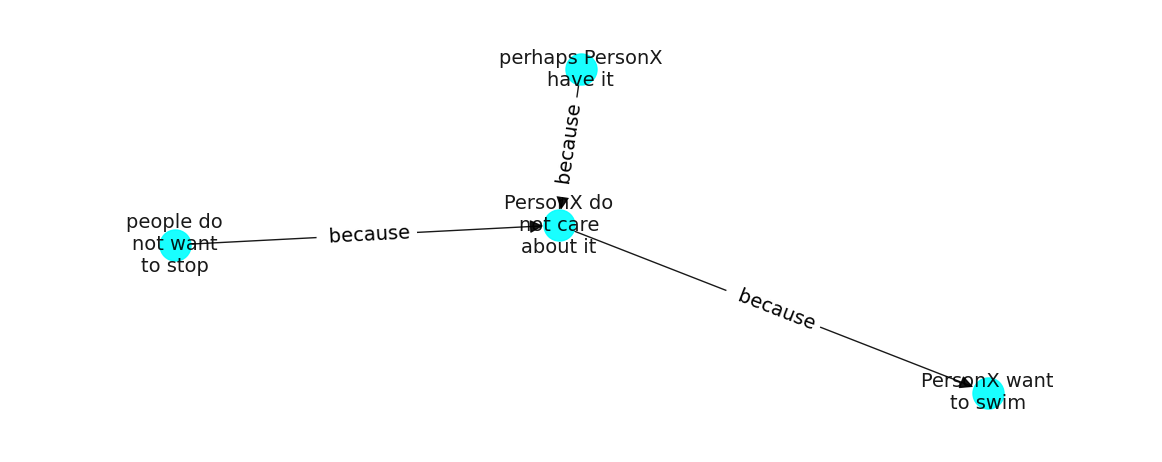 perhaps PersonX
have it
because
PersonX do
not care
about it
people do
not want
to stop
because
because
PersonX want
to swim